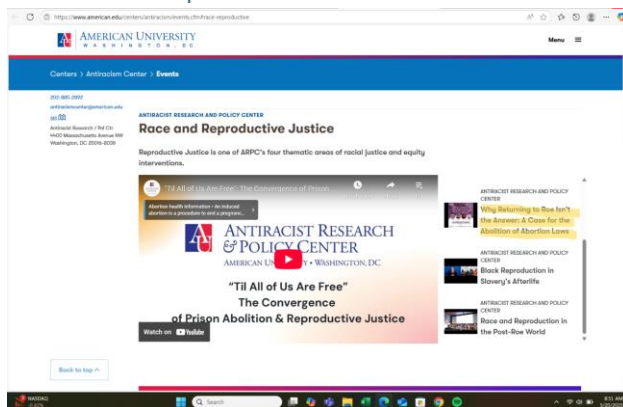 https://www.american.edu/centers/antiracism/events.cfm#race-reproductive
AMERICAN UNIVERSITY
WASHINGTON, DC
Menu
Centers > Antiracism Center > Events
202-885-2892
antiracismcenter@american.edu
Antiracist Research / Pol Ctr
4400 Massachusetts Avenue NW
Washington, DC 20016-8038
ANTIRACIST RESEARCH AND POLICY CENTER
Race and Reproductive Justice
Reproductive Justice is one of ARPC's four thematic areas of racial justice and equity
interventions.
"Til All of Us Are Free": The Convergence of Prison
Abortion health information - An induced
abortion is a procedure to end a pregnanc...
ANTIRACIST RESEARCH
& POLICY CENTER
AMERICAN UNIVERSITY • WASHINGTON, DC
"Til All of Us Are Free"
The Convergence
of Prison Abolition & Reproductive Justice
Watch on YouTube
ANTIRACIST RESEARCH AND POLICY
CENTER
Why Returning to Roe Isn't
the Answer: A Case for the
Abolition of Abortion Laws
ANTIRACIST RESEARCH AND POLICY
CENTER
Black Reproduction in
Slavery's Afterlife
ANTIRACIST RESEARCH AND POLICY
CENTER
Race and Reproduction in
the Post-Roe World
Back to top
NASDAQ
Search
8:51 AM